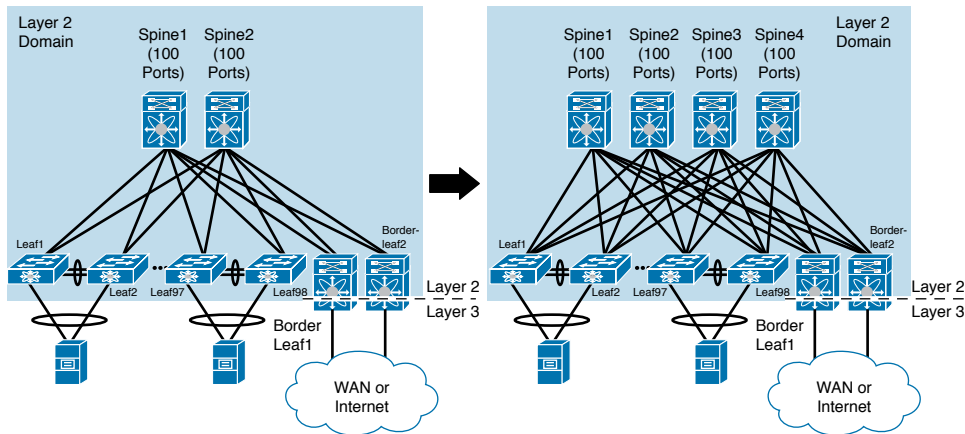 Layer 2
Domain
Spine1
(100
Ports)
Spine2
(100
Ports)
Leaf1
Leaf2
Leaf97
Leaf98
Border-
leaf2
Layer 2
Layer 3
Border
Leaf1
WAN or
Internet
Spine1
(100
Ports)
Spine2
(100
Ports)
Spine3
(100
Ports)
Spine4
(100
Ports)
Layer 2
Domain
Leaf1
Leaf2
Leaf97
Leaf98
Border-
leaf2
Layer 2
Layer 3
Border
Leaf1
WAN or
Internet